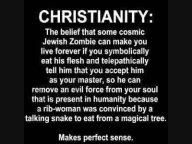 CHRISTIANITY:
The belief that some cosmic
Jewish Zombie can make you
live forever if you symbolically
eat his flesh and telepathically
tell him that you accept him
as your master, so he can
remove an evil force from your
soul that is present in humanity because
a rib-woman was convinced by a
talking snake to eat from a magical tree.
Makes perfect sense.